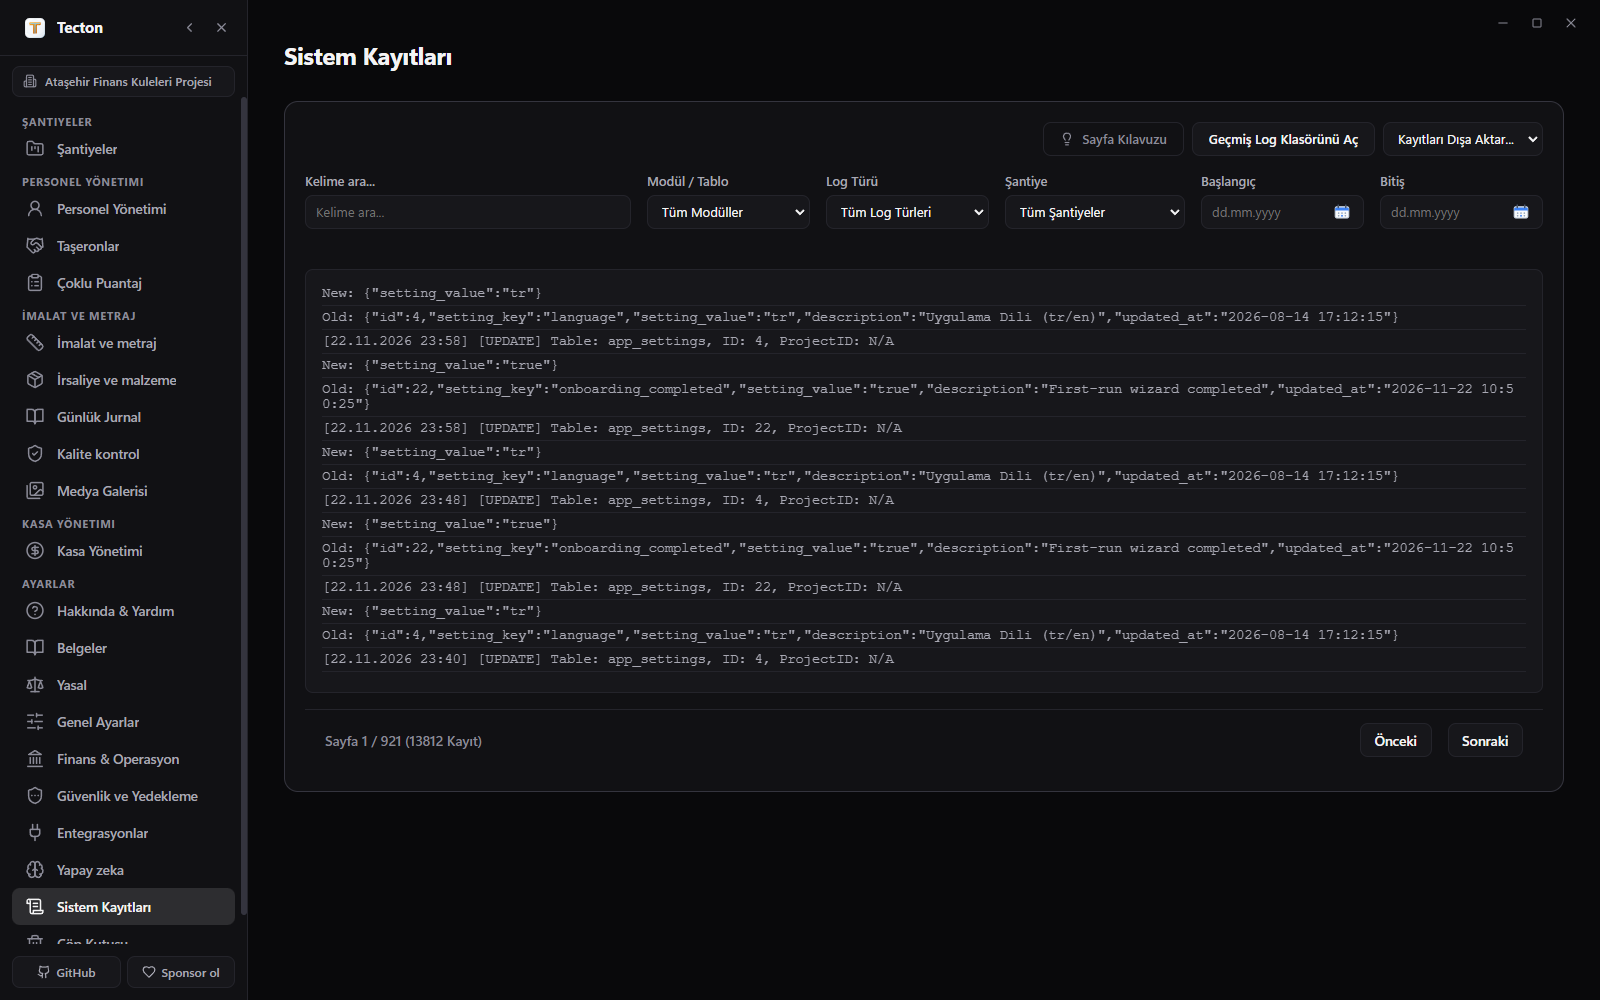 Tecton
Ataşehir Finans Kuleleri Projesi
ŞANTIYELER
Şantiyeler
PERSONEL YÖNETIMI
Personel Yönetimi
Taşeronlar
Çoklu Puantaj
İMALAT VE METRAJ
İmalat ve metraj
İrsaliye ve malzeme
Günlük Jurnal
Kalite kontrol
Medya Galerisi
KASA YÖNETIMI
Kasa Yönetimi
AYARLAR
Hakkında & Yardım
Belgeler
Yasal
Genel Ayarlar
Finans & Operasyon
Güvenlik ve Yedekleme
Entegrasyonlar
Yapay zeka
Sistem Kayıtları
Çöp Kutusu
GitHub
Sponsor ol
Sistem Kayıtları
Sayfa Kılavuzu
Geçmiş Log Klasörünü Aç
Kayıtları Dışa Aktar...
Kelime ara...
Modül / Tablo
Log Türü
Şantiye
Başlangıç
Bitiş
Kelime ara...
Tüm Modüller
Tüm Log Türleri
Tüm Şantiyeler
dd.mm.yyyy
dd.mm.yyyy
New: {"setting_value":"tr"}
Old: {"id":4,"setting_key":"language","setting_value":"tr","description":"Uygulama Dili (tr/en)","updated_at":"2026-08-14 17:12:15"}
[22.11.2026 23:58] [UPDATE] Table: app_settings, ID: 4, ProjectID: N/A
New: {"setting_value":"true"}
Old: {"id":22,"setting_key":"onboarding_completed","setting_value":"true","description":"First-run wizard completed","updated_at":"2026-11-22 10:5
0:25"}
[22.11.2026 23:58] [UPDATE] Table: app_settings, ID: 22, ProjectID: N/A
New: {"setting_value":"tr"}
Old: {"id":4,"setting_key":"language","setting_value":"tr","description":"Uygulama Dili (tr/en)","updated_at":"2026-08-14 17:12:15"}
[22.11.2026 23:48] [UPDATE] Table: app_settings, ID: 4, ProjectID: N/A
New: {"setting_value":"true"}
Old: {"id":22,"setting_key":"onboarding_completed","setting_value":"true","description":"First-run wizard completed","updated_at":"2026-11-22 10:5
0:25"}
[22.11.2026 23:48] [UPDATE] Table: app_settings, ID: 22, ProjectID: N/A
New: {"setting_value":"tr"}
Old: {"id":4,"setting_key":"language","setting_value":"tr","description":"Uygulama Dili (tr/en)","updated_at":"2026-08-14 17:12:15"}
[22.11.2026 23:40] [UPDATE] Table: app_settings, ID: 4, ProjectID: N/A
Sayfa 1 / 921 (13812 Kayıt)
Önceki
Sonraki